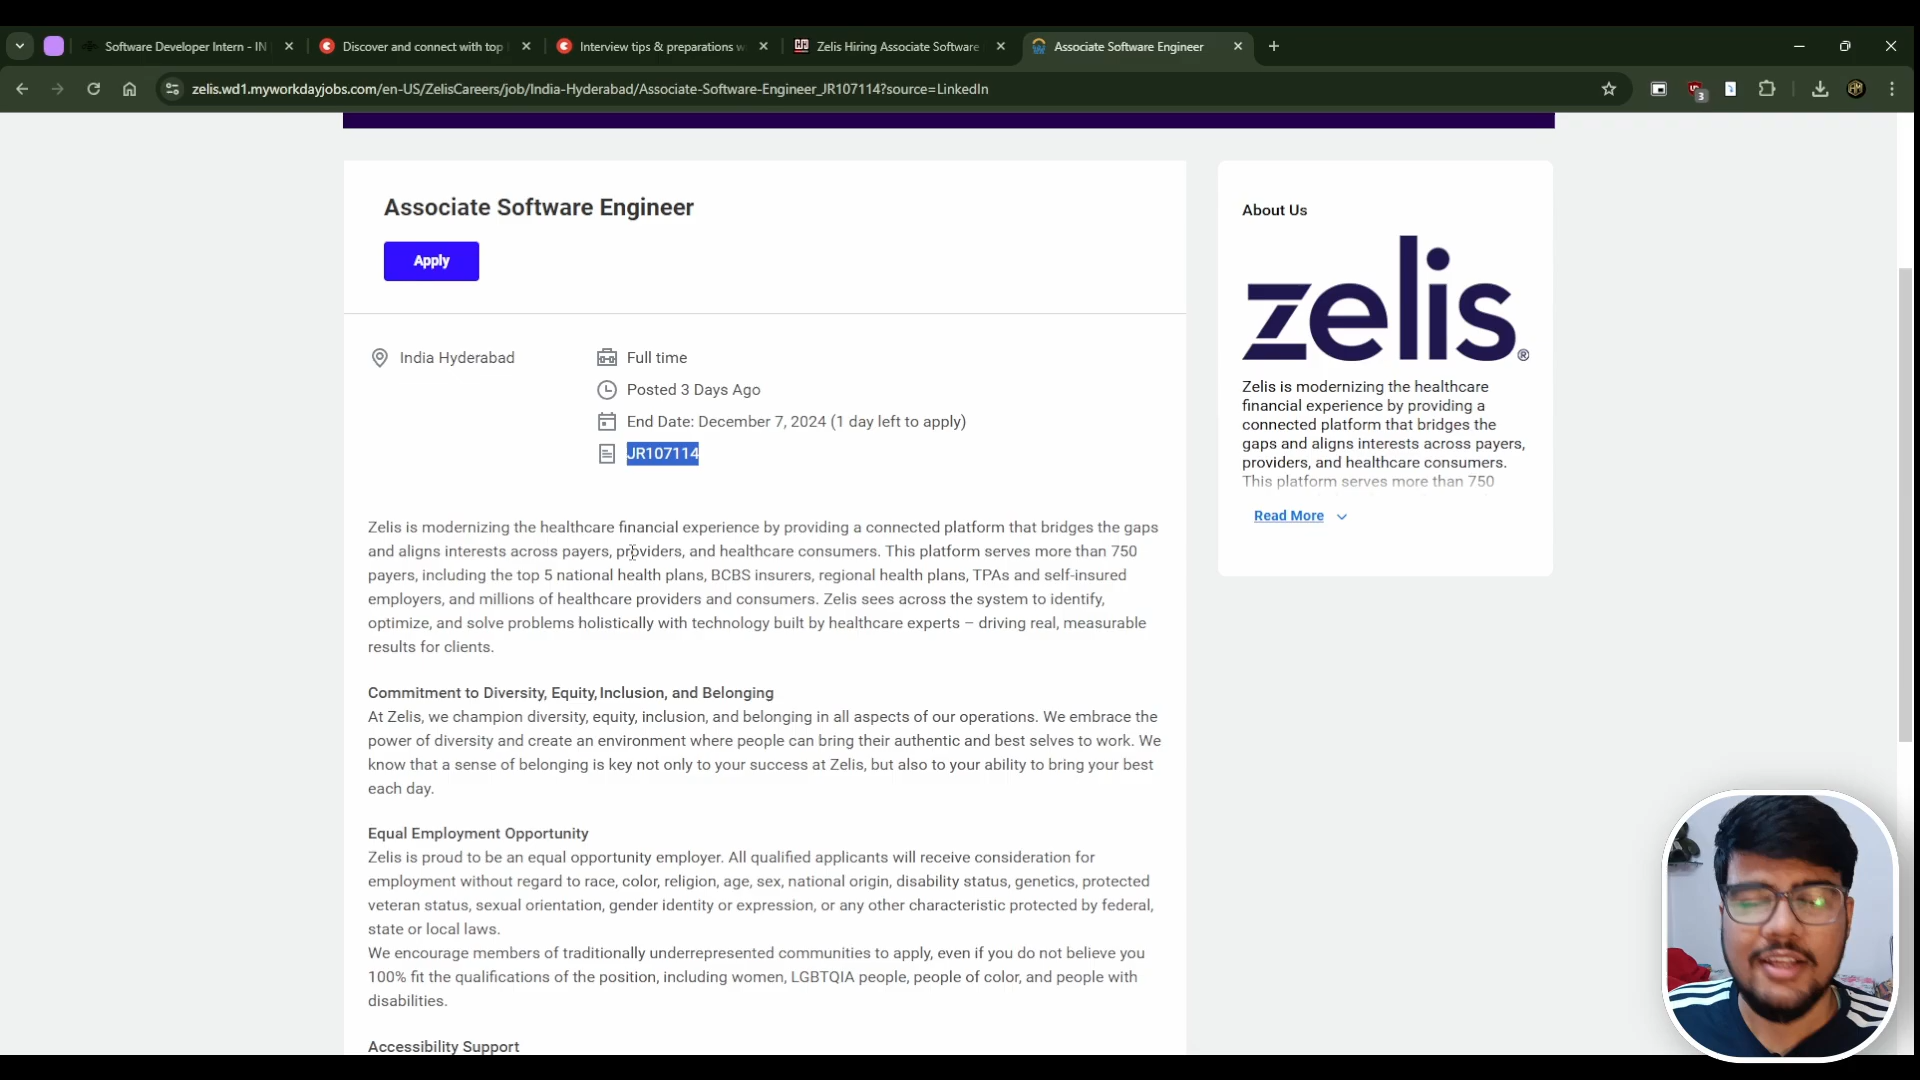 Software Developer Intern - IN
Discover and connect with top
Interview tips & preparations w
Zelis Hiring Associate Software
Associate Software Engineer
zelis.wd1.myworkdayjobs.com/en-US/ZelisCareers/job/India-Hyderabad/Associate-Software-Engineer_JR107114?source=LinkedIn
3
Associate Software Engineer
Apply
India Hyderabad
Full time
Posted 3 Days Ago
End Date: December 7, 2024 (1 day left to apply)
JR107114
Zelis is modernizing the healthcare financial experience by providing a connected platform that bridges the gaps
and aligns interests across payers, providers, and healthcare consumers. This platform serves more than 750
payers, including the top 5 national health plans, BCBS insurers, regional health plans, TPAs and self-insured
employers, and millions of healthcare providers and consumers. Zelis sees across the system to identify,
optimize, and solve problems holistically with technology built by healthcare experts – driving real, measurable
results for clients.
Commitment to Diversity, Equity, Inclusion, and Belonging
At Zelis, we champion diversity, equity, inclusion, and belonging in all aspects of our operations. We embrace the
power of diversity and create an environment where people can bring their authentic and best selves to work. We
know that a sense of belonging is key not only to your success at Zelis, but also to your ability to bring your best
each day.
Equal Employment Opportunity
Zelis is proud to be an equal opportunity employer. All qualified applicants will receive consideration for
employment without regard to race, color, religion, age, sex, national origin, disability status, genetics, protected
veteran status, sexual orientation, gender identity or expression, or any other characteristic protected by federal,
state or local laws.
We encourage members of traditionally underrepresented communities to apply, even if you do not believe you
100% fit the qualifications of the position, including women, LGBTQIA people, people of color, and people with
disabilities.
Accessibility Support
About Us
zelis®
Zelis is modernizing the healthcare
financial experience by providing a
connected platform that bridges the
gaps and aligns interests across payers,
providers, and healthcare consumers.
This platform serves more than 750
Read More